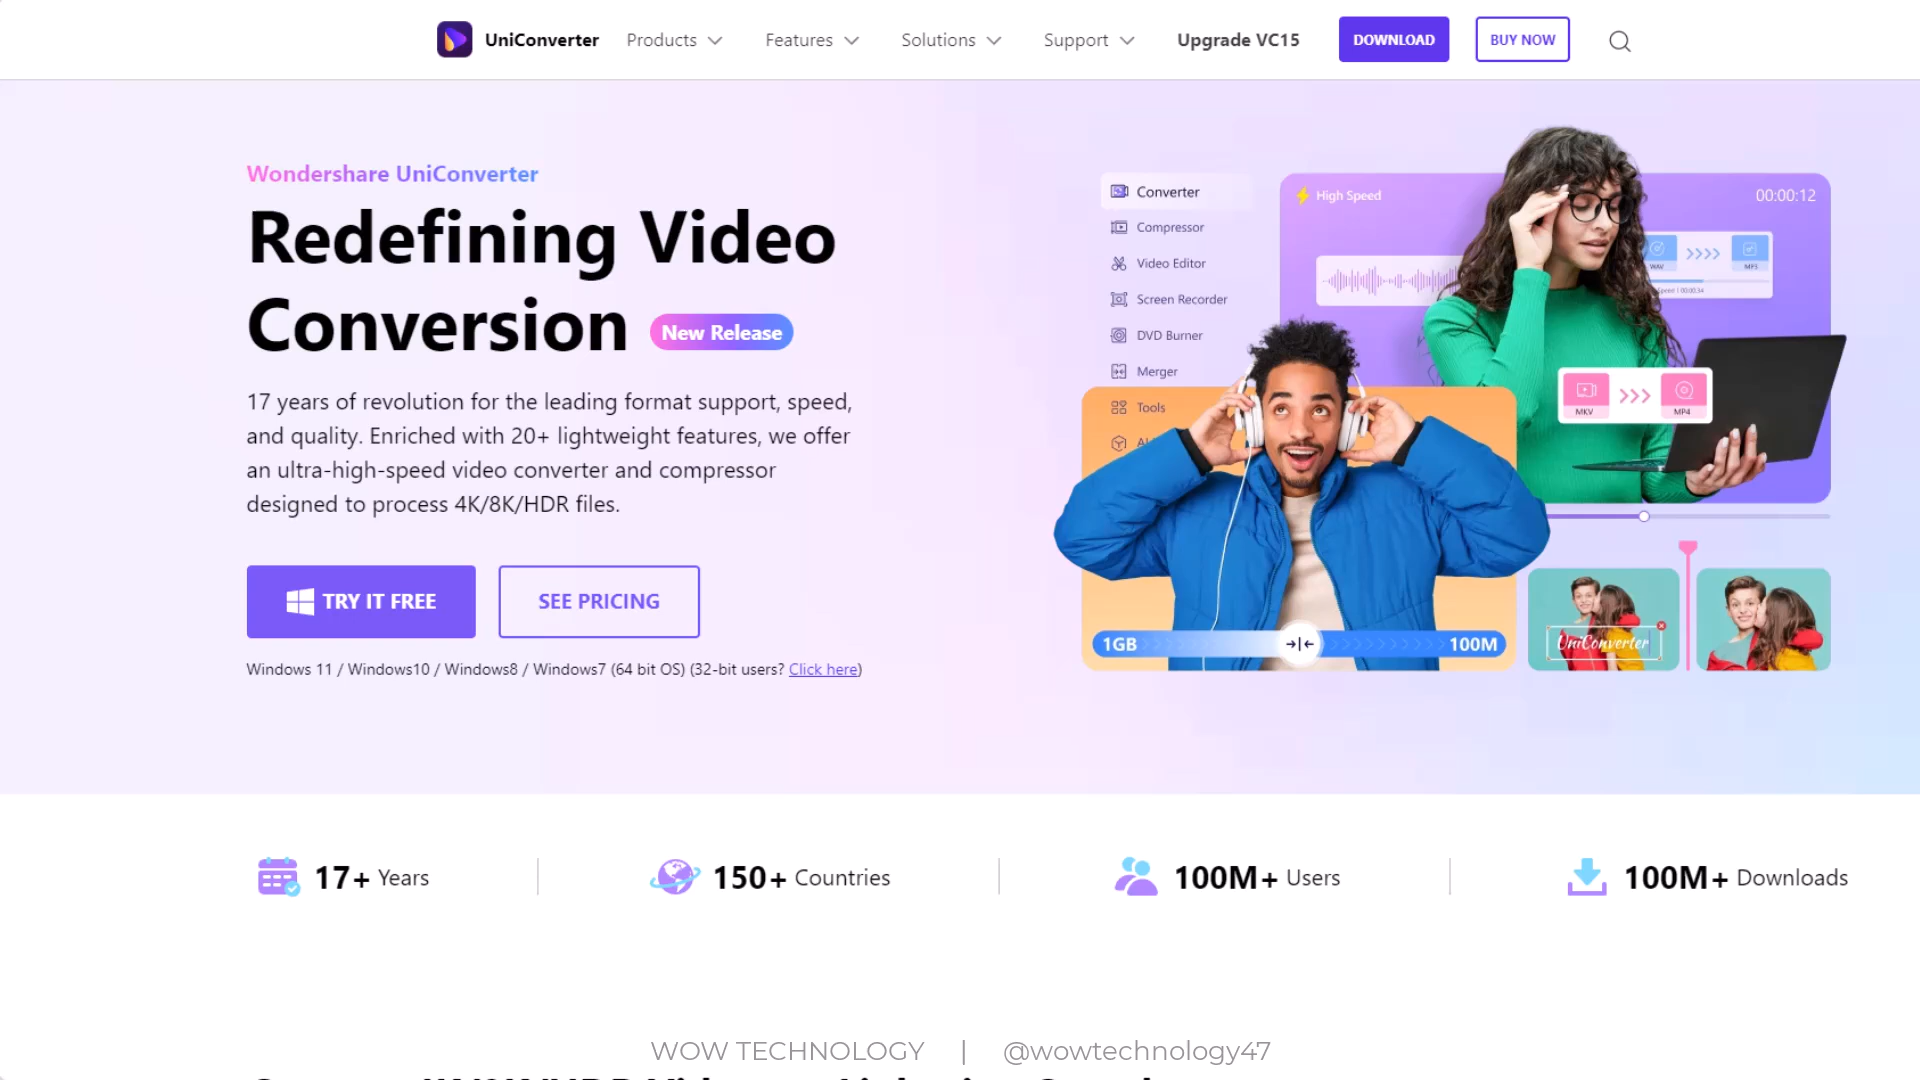 UniConverter
Products
Features
Solutions
Support
Upgrade VC15
DOWNLOAD
BUY NOW
Wondershare UniConverter
Redefining Video
Conversion
New Release
17 years of revolution for the leading format support, speed,
and quality. Enriched with 20+ lightweight features, we offer
an ultra-high-speed video converter and compressor
designed to process 4K/8K/HDR files.
TRY IT FREE
SEE PRICING
Windows 11 / Windows10 / Windows8 / Windows7 (64 bit OS) (32-bit users? Click here)
Converter
Compressor
Video Editor
Screen Recorder
DVD Burner
Merger
Tools
High Speed
00:00:12
WAV
MP3
MKV
MP4
1GB
100M
UniConverter
17+ Years
150+ Countries
100M+ Users
100M+ Downloads
WOW TECHNOLOGY | @wowtechnology47